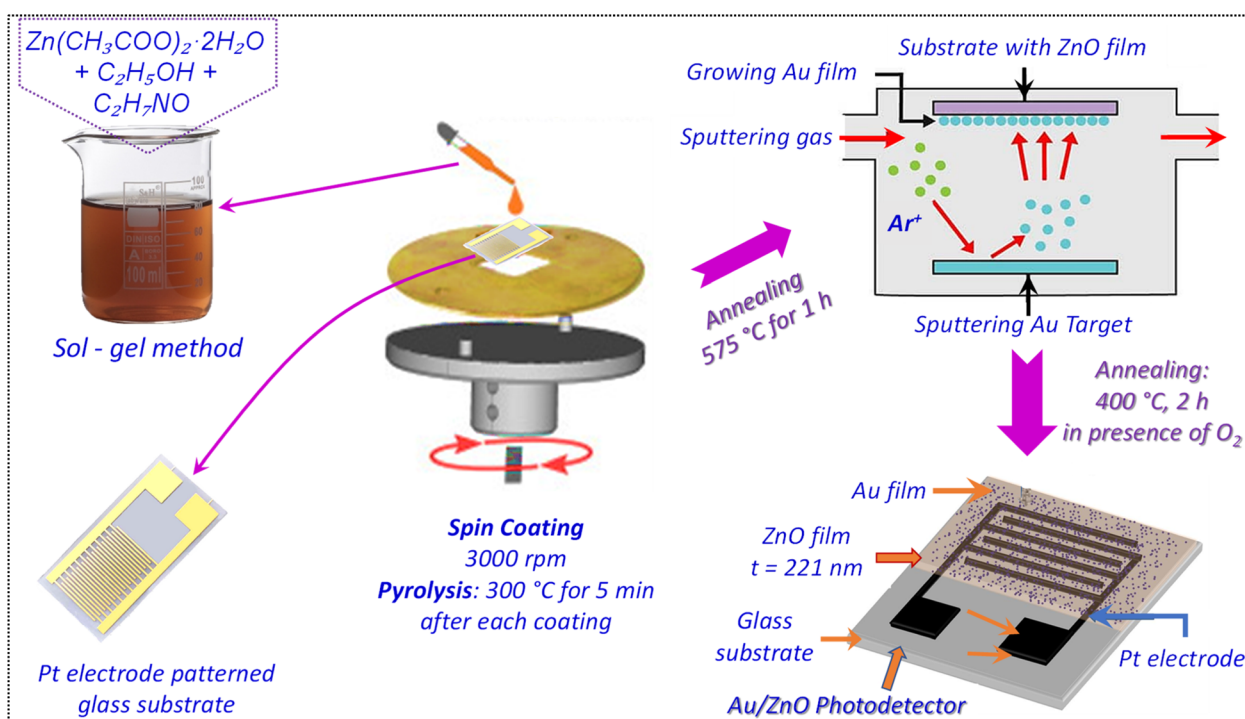 Zn(CH₃COO)₂·2H₂O
+ C₂H₅OH +
C₂H₇NO
100 ml
Sol - gel method
Pt electrode patterned
glass substrate
Spin Coating
3000 rpm
Pyrolysis: 300 °C for 5 min
after each coating
Annealing
575 °C for 1 h
Substrate with ZnO film
Growing Au film
Sputtering gas
Ar⁺
Sputtering Au Target
Annealing:
400 °C, 2 h
in presence of O₂
Au film
ZnO film
t = 221 nm
Glass
substrate
Pt electrode
Au/ZnO Photodetector